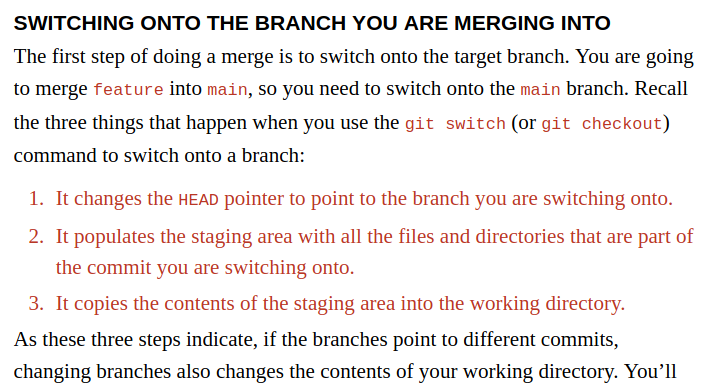 SWITCHING ONTO THE BRANCH YOU ARE MERGING INTO
The first step of doing a merge is to switch onto the target branch. You are going
to merge feature into main, so you need to switch onto the main branch. Recall
the three things that happen when you use the git switch (or git checkout)
command to switch onto a branch:
1. It changes the HEAD pointer to point to the branch you are switching onto.
2. It populates the staging area with all the files and directories that are part of
the commit you are switching onto.
3. It copies the contents of the staging area into the working directory.
As these three steps indicate, if the branches point to different commits,
changing branches also changes the contents of your working directory. You’ll